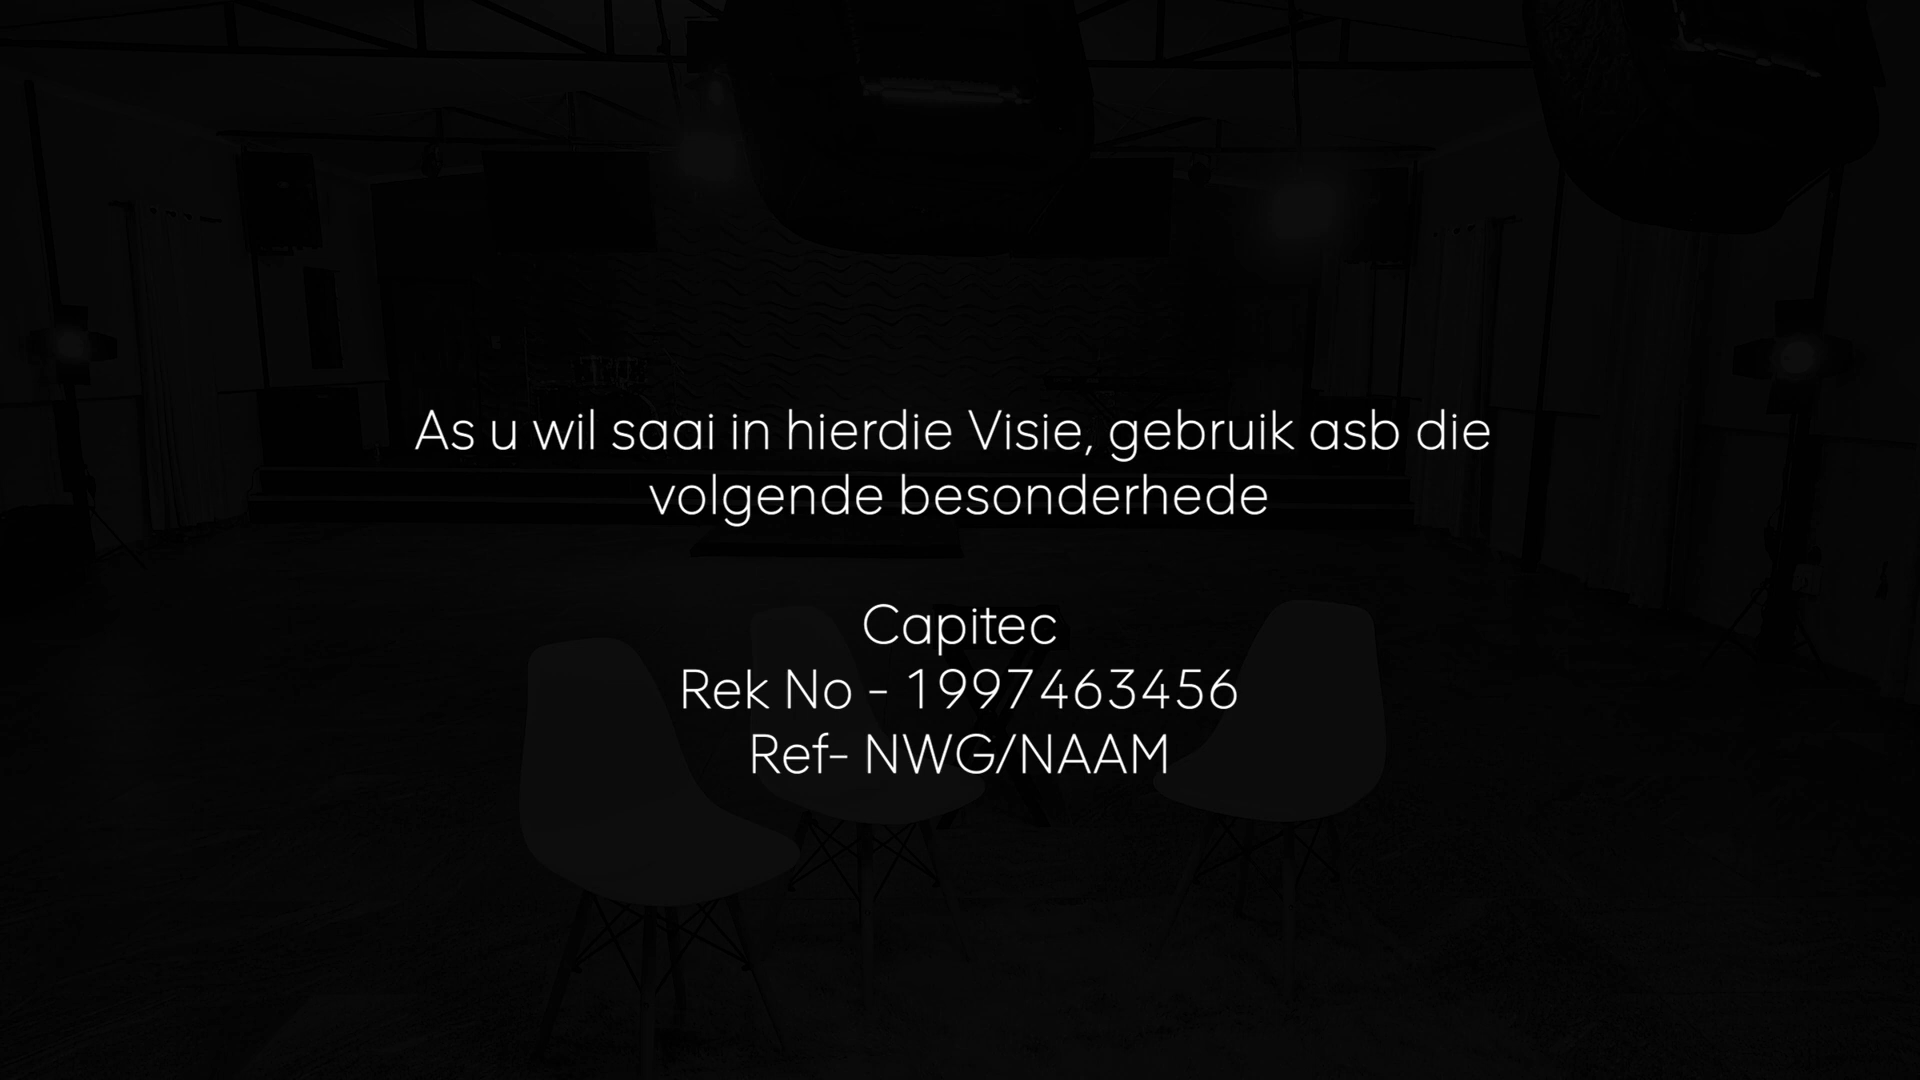 As u wil saai in hierdie Visie, gebruik asb die
volgende besonderhede
Capitec
Rek No - 1997463456
Ref- NWG/NAAM